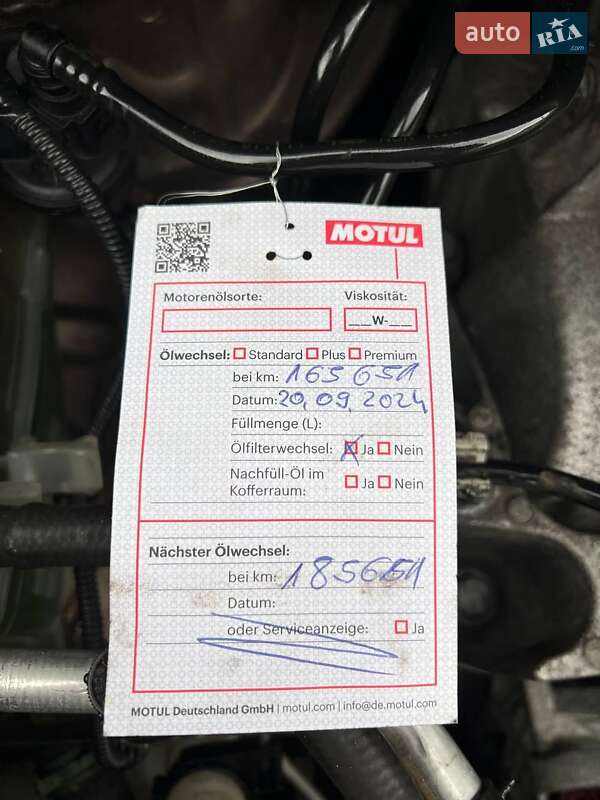 auto RIA.com
MOTUL
Motorenölsorte: Viskosität:
__W-__
Ölwechsel: Standard Plus Premium
bei km: 165651
Datum: 20.09.2024
Füllmenge (L):
Ölfilterwechsel: Ja Nein
Nachfüll-Öl im
Kofferraum: Ja Nein
Nächster Ölwechsel:
bei km: 185651
Datum:
oder Serviceanzeige: Ja
MOTUL Deutschland GmbH | motul.com | info@de.motul.com